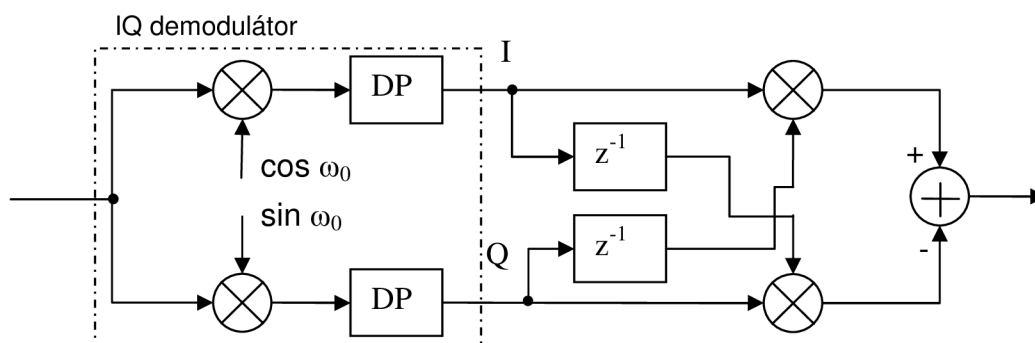 IQ demodulátor
I
DP
+
z⁻¹
cos ω₀
sin ω₀
Q
z⁻¹
-
DP